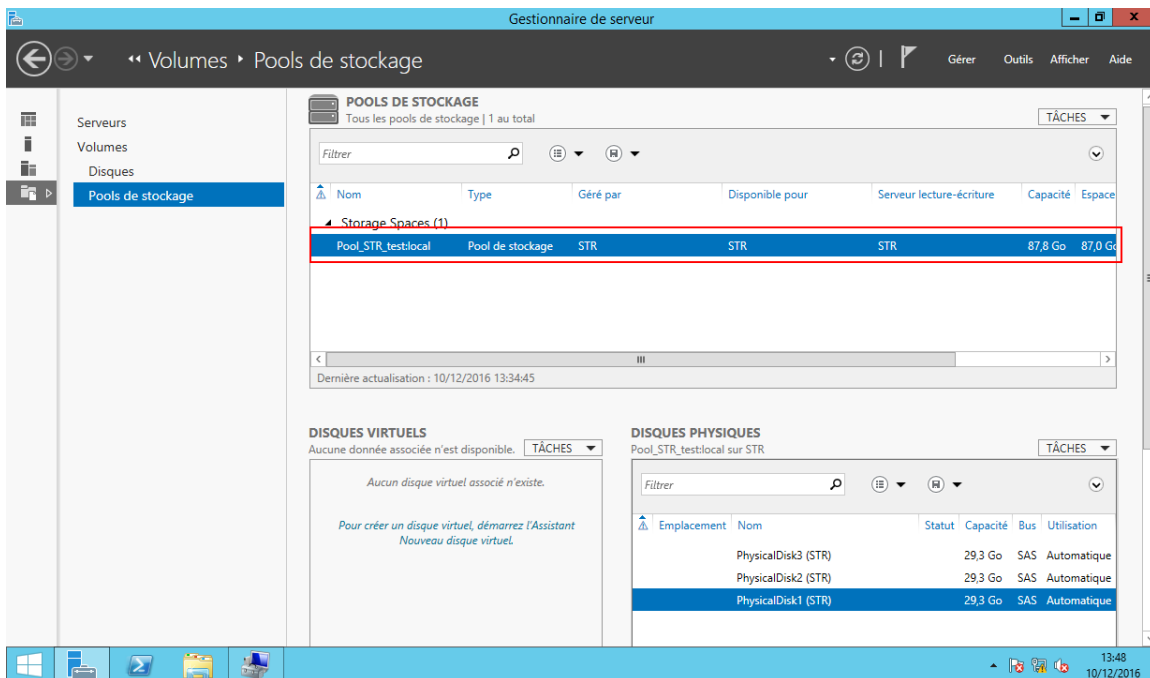 Gestionnaire de serveur
Volumes Pools de stockage
Gérer Outils Afficher Aide
Serveurs
Volumes
Disques
Pools de stockage
POOLS DE STOCKAGE
Tous les pools de stockage | 1 au total
TÂCHES
Filtrer
Nom Type Géré par Disponible pour Serveur lecture-écriture Capacité Espace
Storage Spaces (1)
Pool_STR_test:local Pool de stockage STR STR STR 87,8 Go 87,0 Go
Dernière actualisation : 10/12/2016 13:34:45
DISQUES VIRTUELS
Aucune donnée associée n'est disponible. TÂCHES
Aucun disque virtuel associé n'existe.
Pour créer un disque virtuel, démarrez l'Assistant
Nouveau disque virtuel.
DISQUES PHYSIQUES
Pool_STR_test:local sur STR
TÂCHES
Filtrer
Emplacement Nom Statut Capacité Bus Utilisation
PhysicalDisk3 (STR) 29,3 Go SAS Automatique
PhysicalDisk2 (STR) 29,3 Go SAS Automatique
PhysicalDisk1 (STR) 29,3 Go SAS Automatique
13:48
10/12/2016